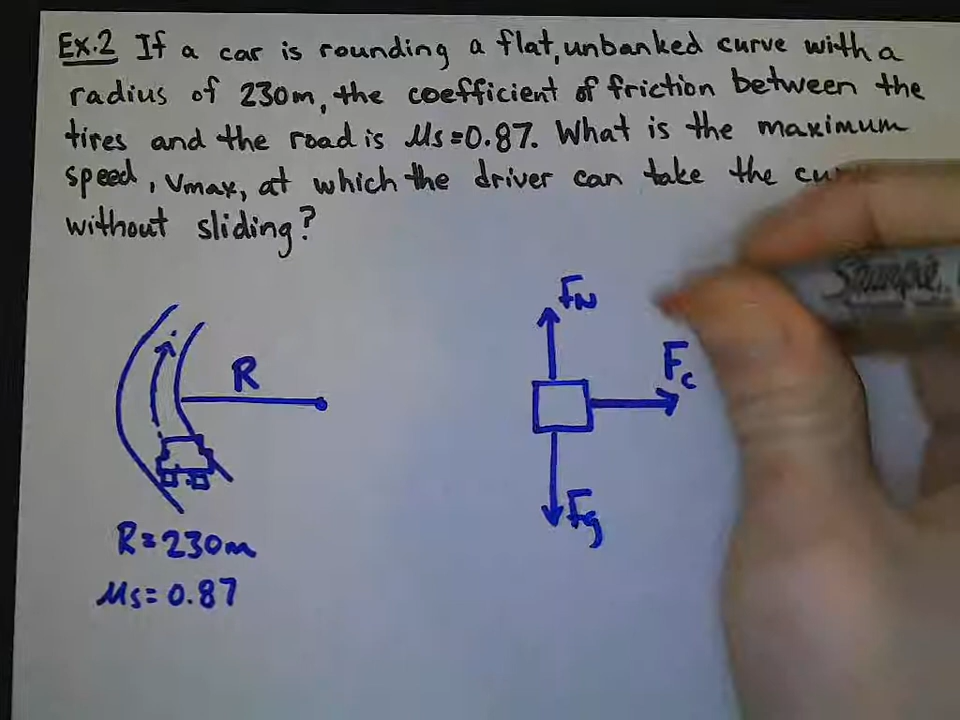 Ex.2 If a car is rounding a flat, unbanked curve with a
radius of 230m, the coefficient of friction between the
tires and the road is Ms=0.87. What is the maximum
speed, Vmax, at which the driver can take the
without sliding?
FN
R
Fc
Fg
R=230m
Ms=0.87
Sharpie